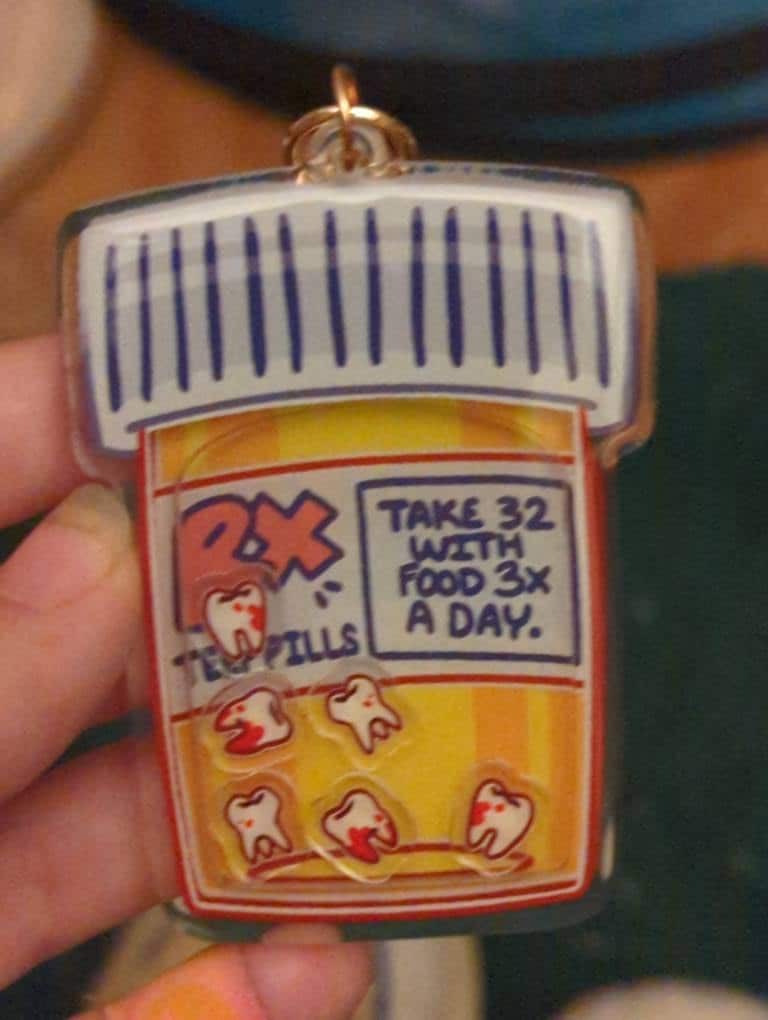 RX
PILLS
TAKE 32
WITH
FOOD 3X
A DAY.